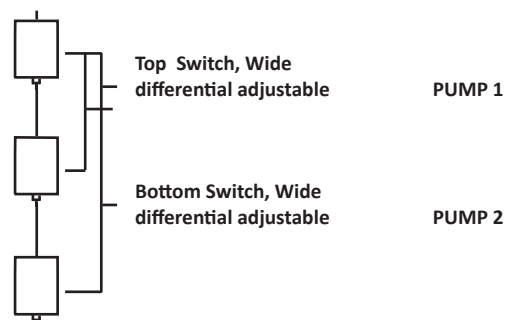 Top Switch, Wide
differential adjustable PUMP 1
Bottom Switch, Wide
differential adjustable PUMP 2